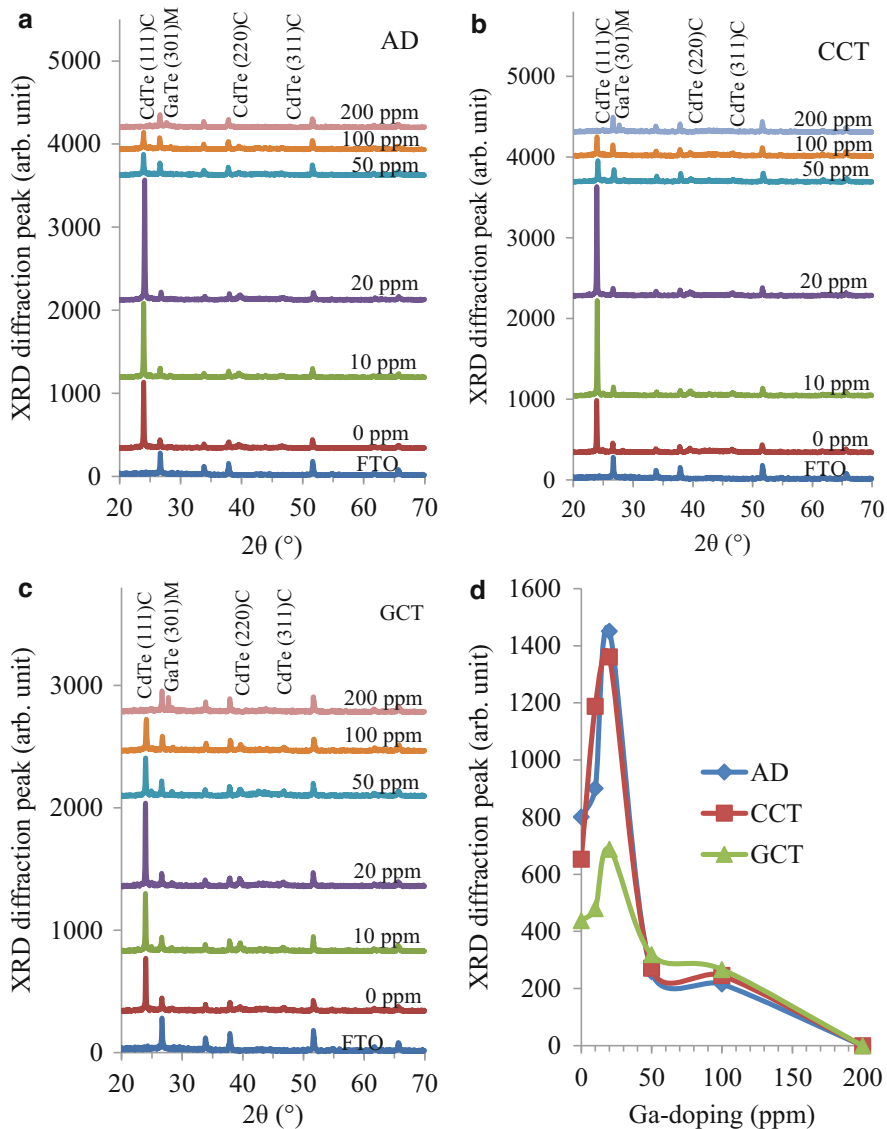 a
AD
XRD diffraction peak (arb. unit)
5000
4000
3000
2000
1000
0
CdTe (111)C
GaTe (301)M
CdTe (220)C
CdTe (311)C
200 ppm
100 ppm
50 ppm
20 ppm
10 ppm
0 ppm
FTO
20 30 40 50 60 70
2θ (°)
b
CCT
XRD diffraction peak (arb. unit)
5000
4000
3000
2000
1000
0
CdTe (111)C
GaTe (301)M
CdTe (220)C
CdTe (311)C
200 ppm
100 ppm
50 ppm
20 ppm
10 ppm
0 ppm
FTO
20 30 40 50 60 70
2θ (°)
c
GCT
XRD diffraction peak (arb. unit)
3000
2000
1000
0
CdTe (111)C
GaTe (301)M
CdTe (220)C
CdTe (311)C
200 ppm
100 ppm
50 ppm
20 ppm
10 ppm
0 ppm
FTO
20 30 40 50 60 70
2θ (°)
d
XRD diffraction peak (arb. unit)
1600
1400
1200
1000
800
600
400
200
0
AD
CCT
GCT
0 50 100 150 200
Ga-doping (ppm)